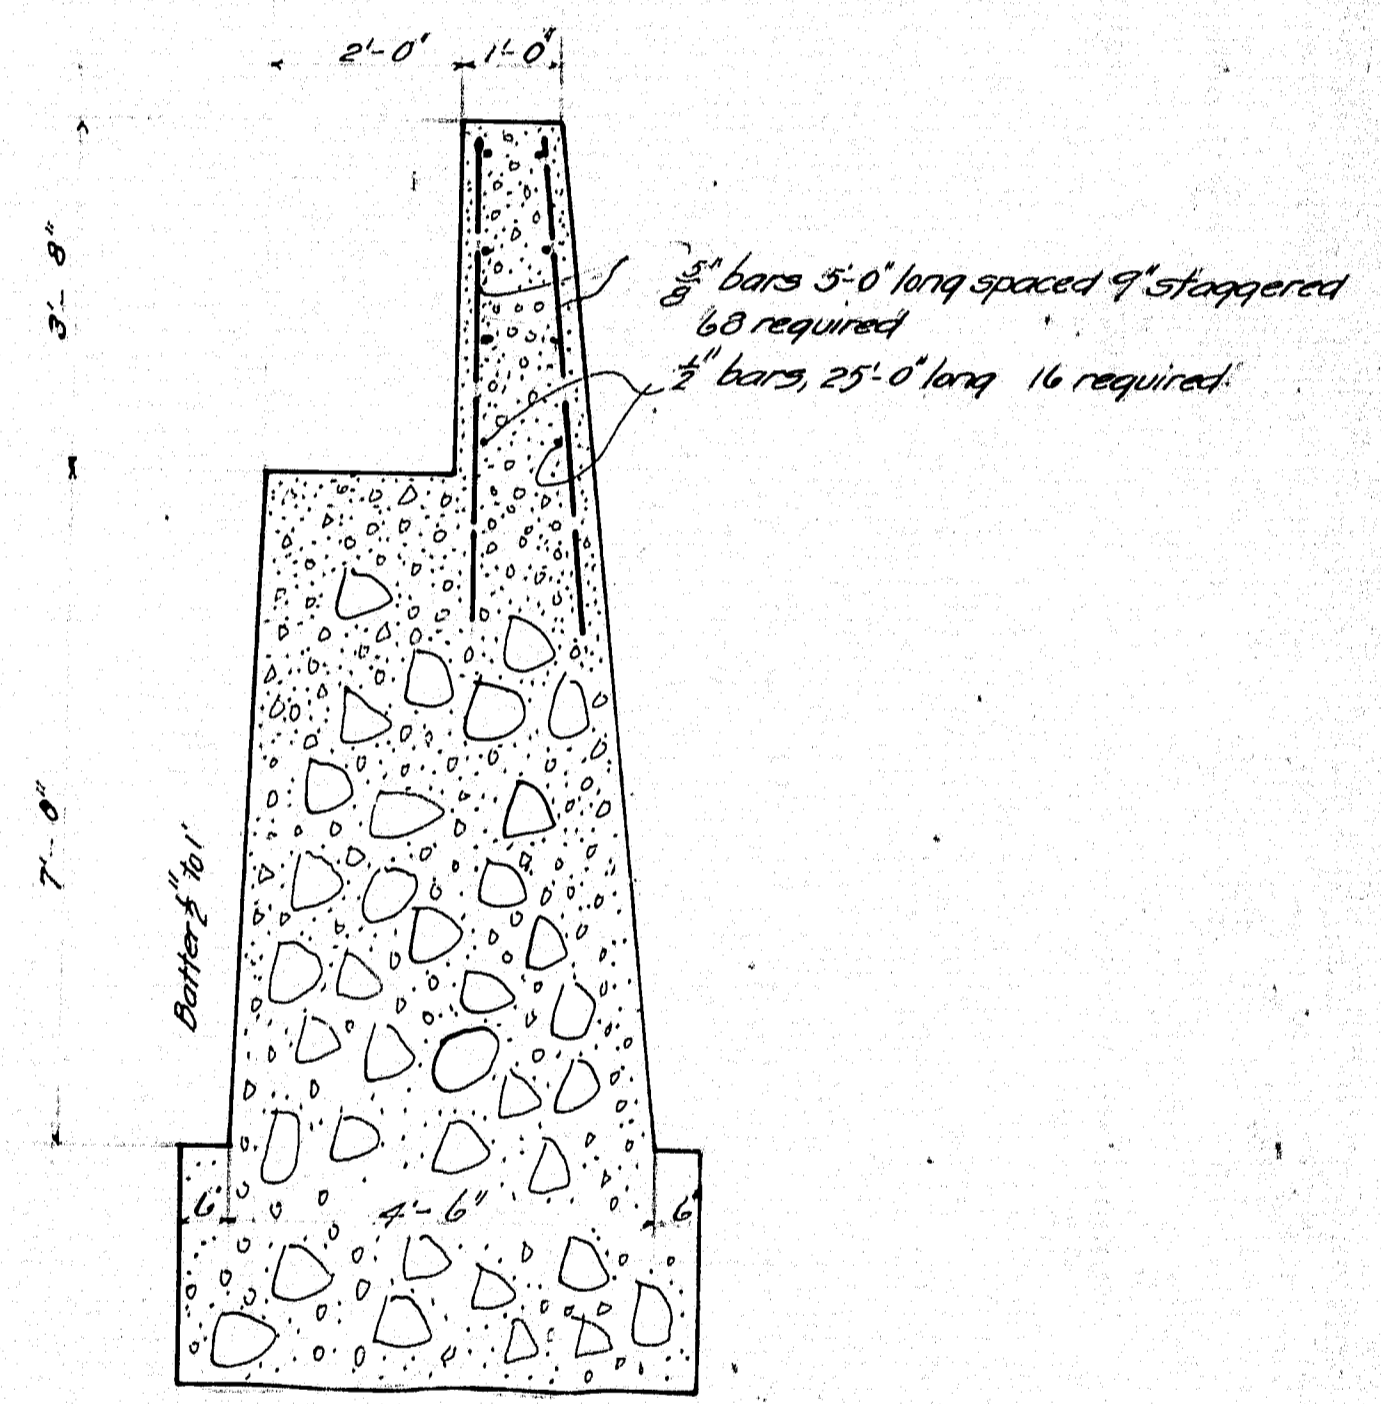 2'-0" 1'-0"
3'-8"
5/8" bars 5'-0" long spaced 9" staggered
68 required
1/2" bars, 25'-0" long 16 required
7'-0"
Batter 1/2" to 1'
6" 4'-6" 6"